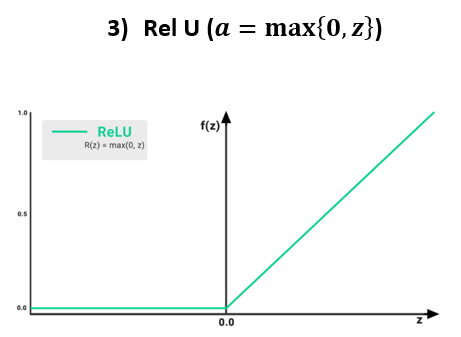 3) Rel U (𝒂 = 𝐦𝐚𝐱{𝟎, 𝒛})
1.0
ReLU
R(z) = max(0, z)
f(z)
0.5
0.0
0.0
z